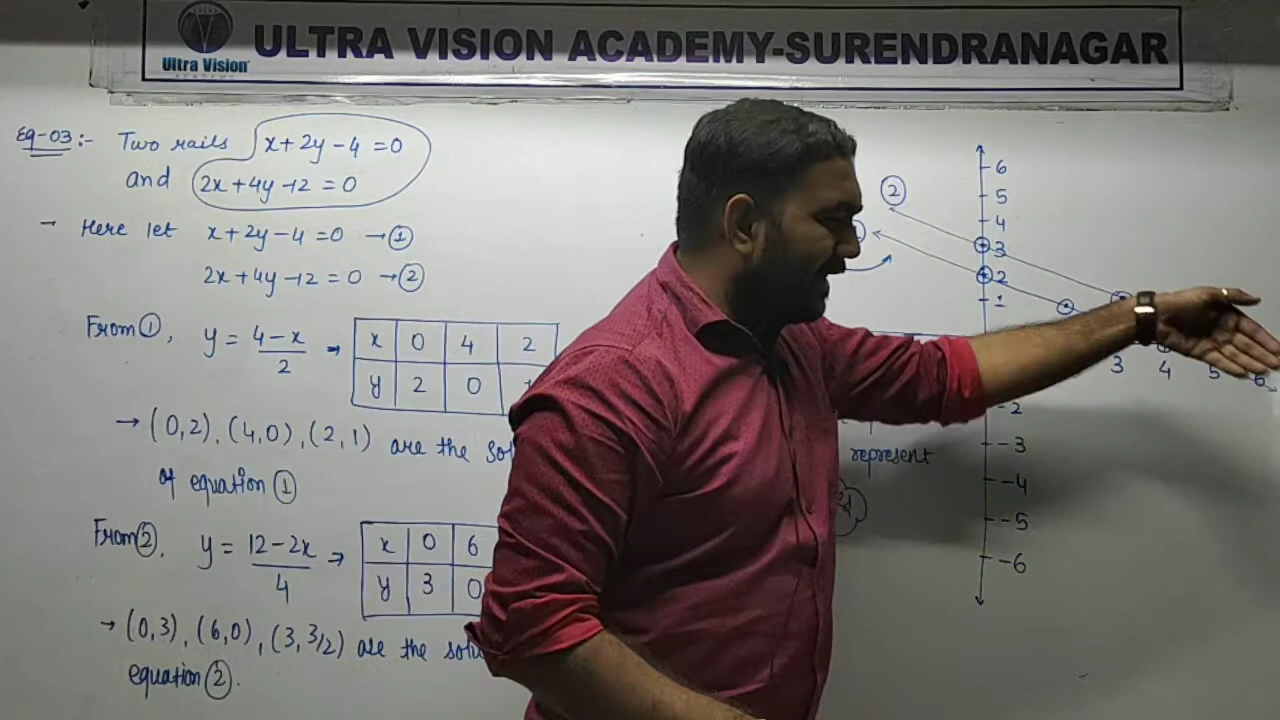 Ultra Vision
ACADEMY
ULTRA VISION ACADEMY-SURENDRANAGAR
Eg-03:- Two rails x+2y-4=0
and 2x+4y-12=0
→ Here let x+2y-4=0 → ①
2x+4y-12=0 → ②
From ①, y = (4-x)/2 →
x 0 4 2
y 2 0
→ (0,2), (4,0), (2,1) are the
of equation ①
From ②, y = (12-2x)/4 →
x 0 6
y 3 0
→ (0,3), (6,0), (3,3/2) are the
equation ②.
②
6
5
4
3
2
1
3 4 5 6
-2
-3
-4
-5
-6
represent